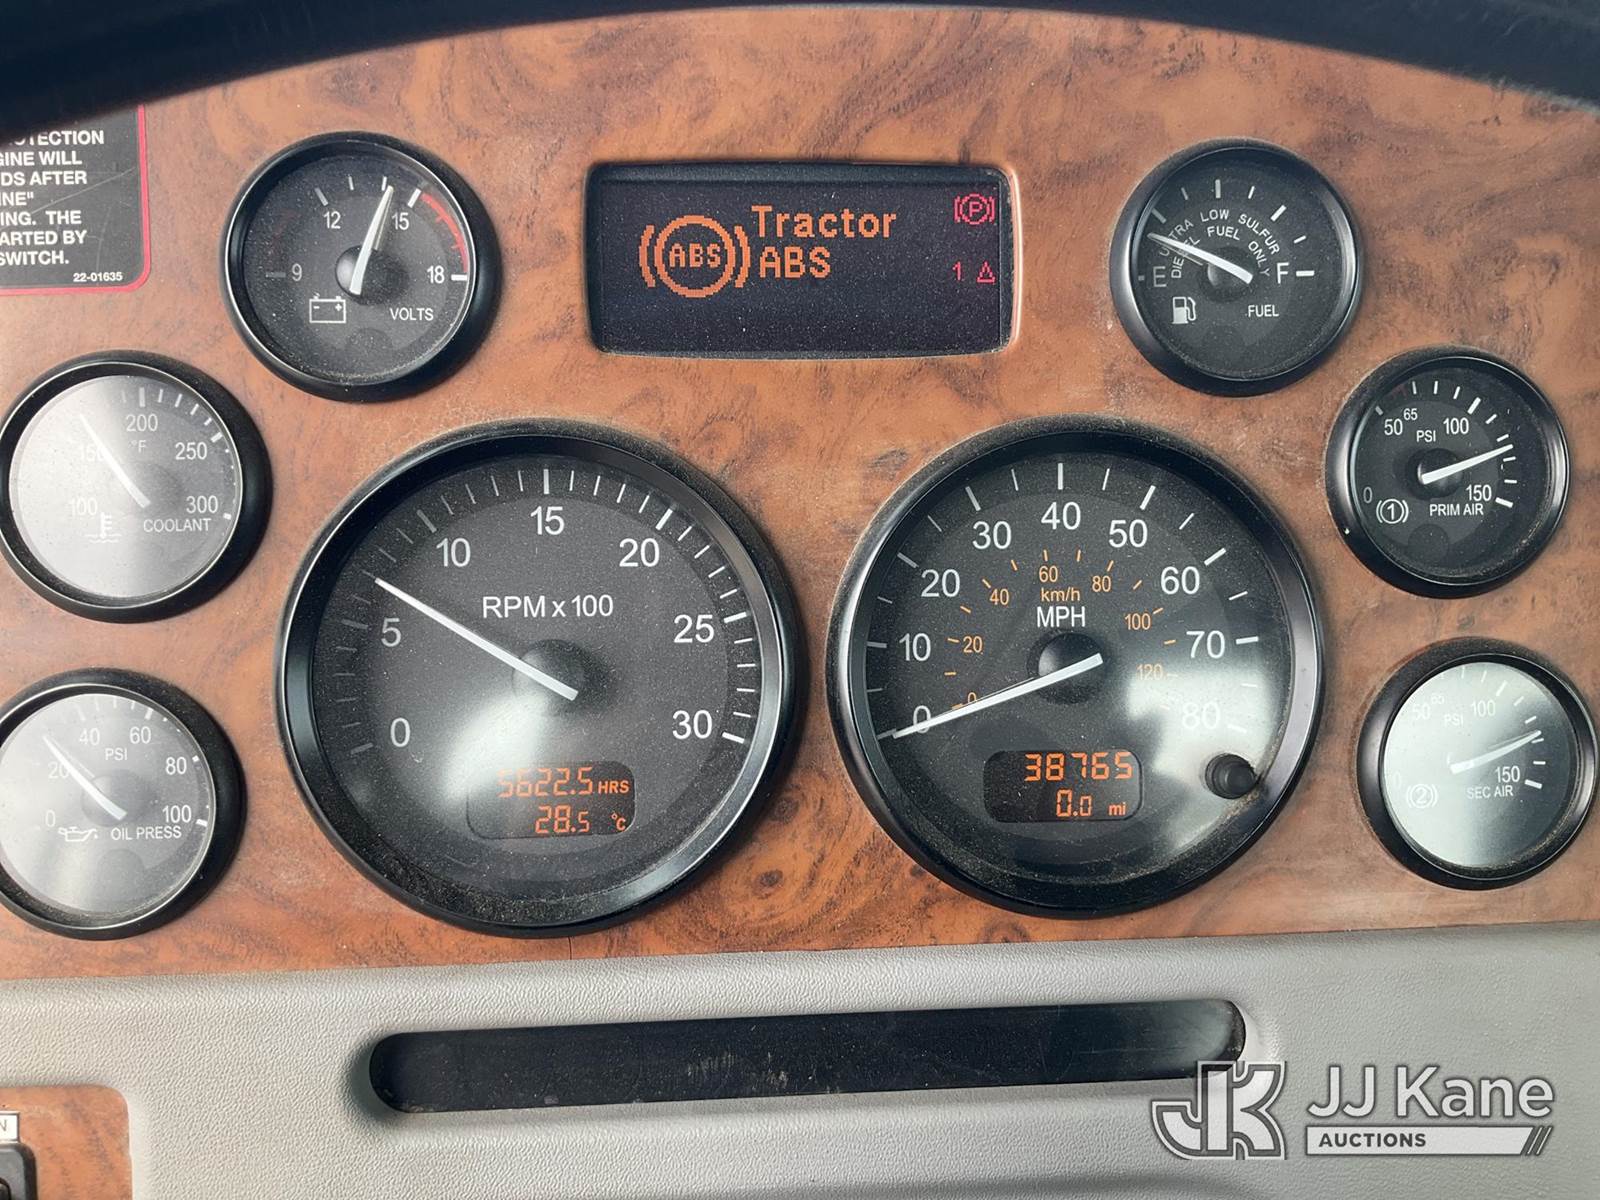 OTECTION
GINE WILL
DS AFTER
INE"
ING. THE
ARTED BY
SWITCH.
22-01635
12
15
9
18
VOLTS
ABS
Tractor
ABS
P
1
ULTRA LOW SULFUR
DIESEL FUEL ONLY
E
F
FUEL
200
°F
150
250
100
300
COOLANT
50
65
PSI
100
0
150
1
PRIM AIR
0
5
10
15
20
25
30
RPM x 100
5622.5 HRS
28.5 °C
0
10
20
30
40
50
60
70
80
0
20
40
60
80
100
120
km/h
MPH
38765
0.0 mi
20
40
PSI
60
80
0
100
OIL PRESS
50
65
PSI
100
150
2
SEC AIR
N
JK
JJ Kane
AUCTIONS